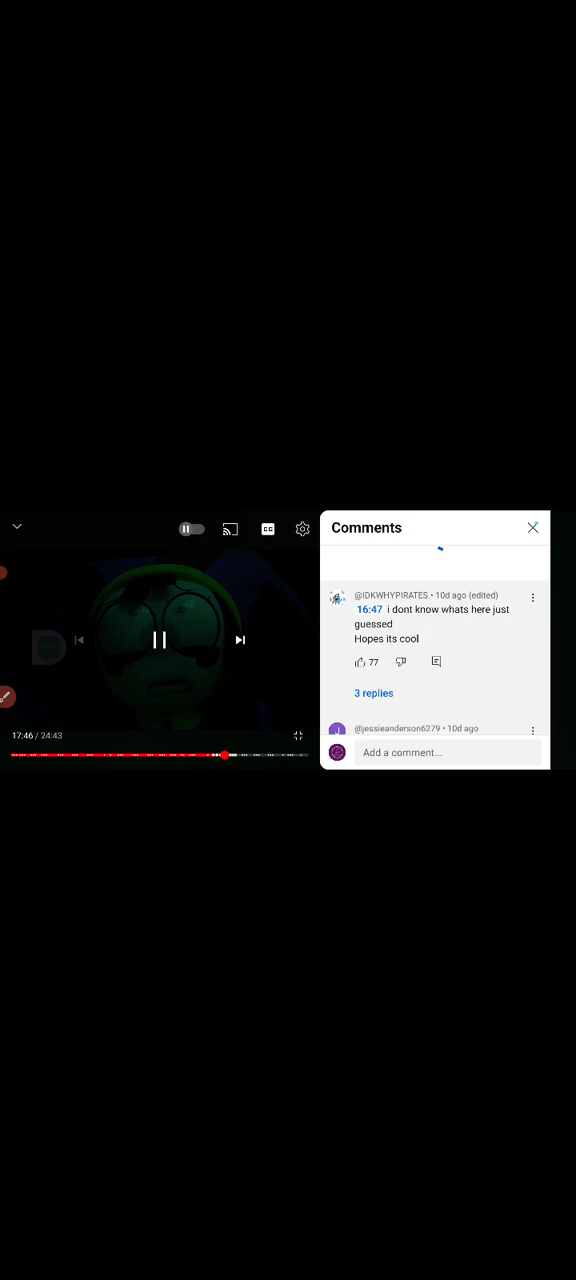 CC
Comments
@IDKWHYPIRATES • 10d ago (edited)
16:47 i dont know whats here just
guessed
Hopes its cool
77
3 replies
17:46 / 24:43
J
@jessieanderson6279 • 10d ago
Add a comment...